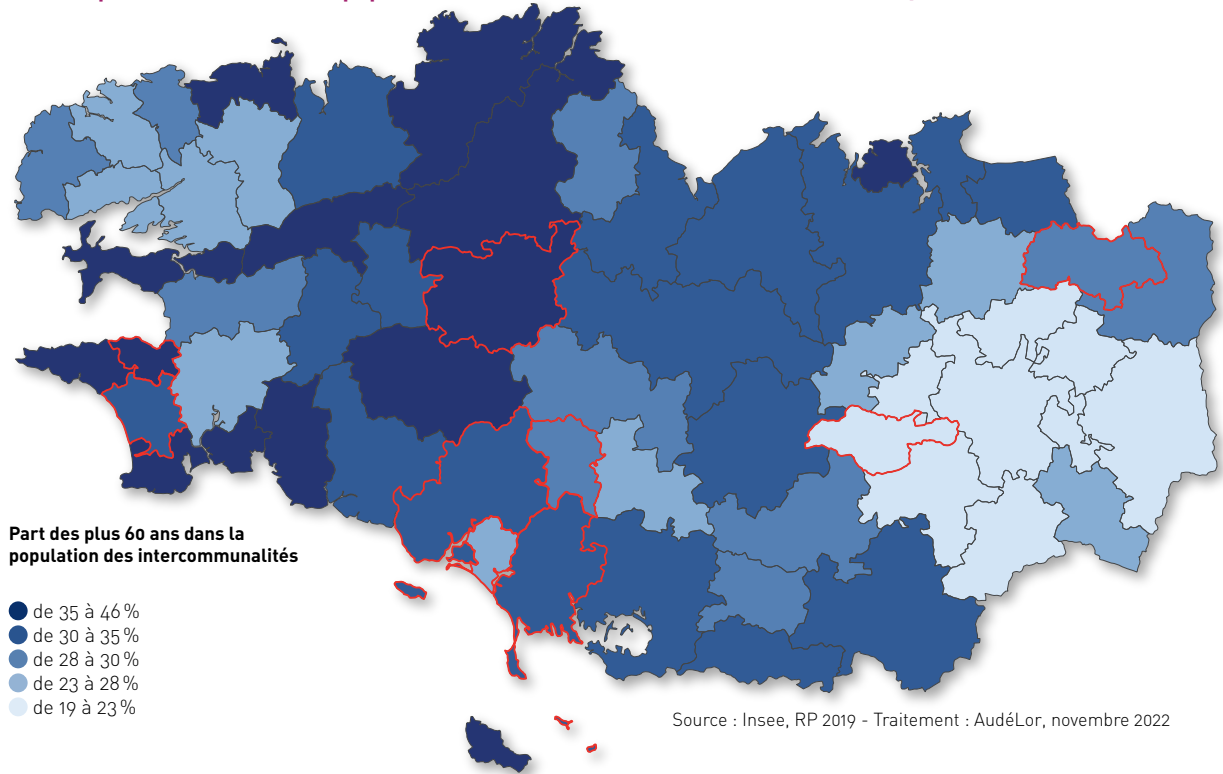 Part des plus 60 ans dans la
population des intercommunalités
de 35 à 46 %
de 30 à 35 %
de 28 à 30 %
de 23 à 28 %
de 19 à 23 %
Source : Insee, RP 2019 - Traitement : AudéLor, novembre 2022